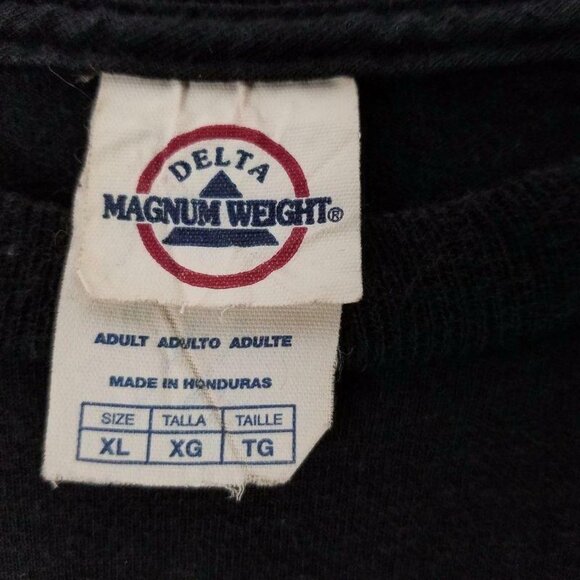 DELTA
MAGNUM WEIGHT®
ADULT ADULTO ADULTE
MADE IN HONDURAS
SIZE TALLA TAILLE
XL XG TG